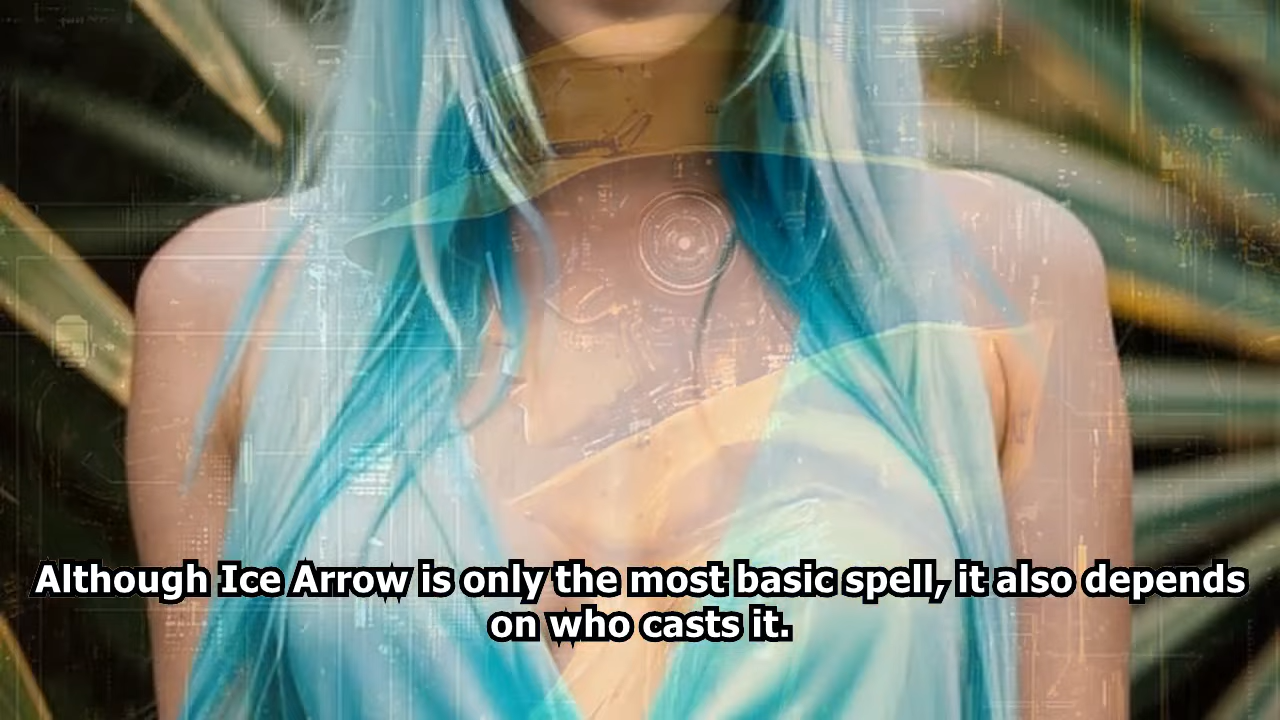 Although Ice Arrow is only the most basic spell, it also depends
on who casts it.